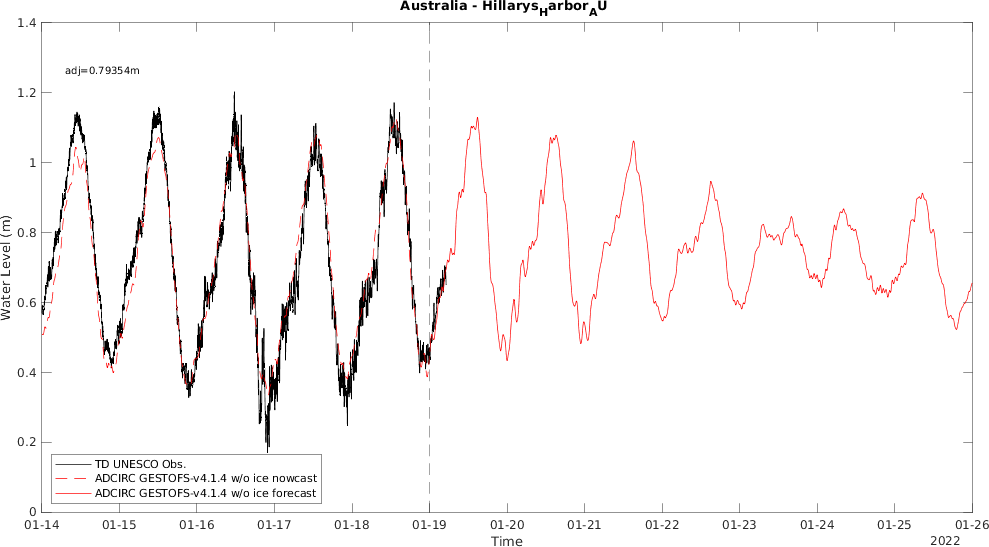 Australia - HillarysHarborAU
adj=0.79354m
Water Level (m)
1.4
1.2
1
0.8
0.6
0.4
0.2
0
TD UNESCO Obs.
ADCIRC GESTOFS-v4.1.4 w/o ice nowcast
ADCIRC GESTOFS-v4.1.4 w/o ice forecast
01-14 01-15 01-16 01-17 01-18 01-19 01-20 01-21 01-22 01-23 01-24 01-25 01-26
Time
2022